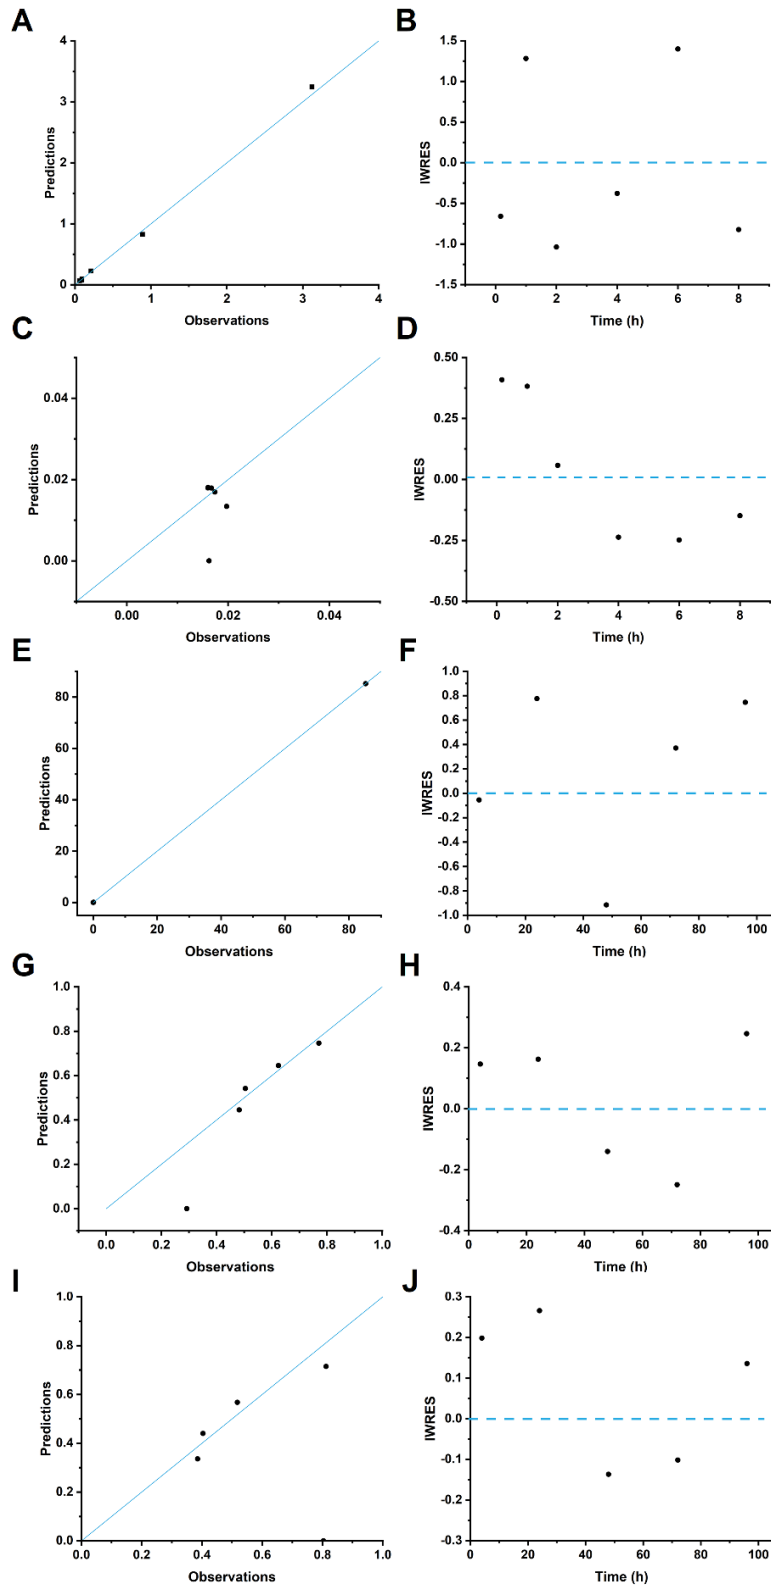 A
4
3
2
1
0
0 1 2 3 4
Predictions
Observations
B
1.5
1.0
0.5
0.0
-0.5
-1.0
-1.5
0 2 4 6 8
IWRES
Time (h)
C
0.04
0.02
0.00
0.00 0.02 0.04
Predictions
Observations
D
0.50
0.25
0.00
-0.25
-0.50
0 2 4 6 8
IWRES
Time (h)
E
80
60
40
20
0
0 20 40 60 80
Predictions
Observations
F
1.0
0.8
0.6
0.4
0.2
0.0
-0.2
-0.4
-0.6
-0.8
-1.0
0 20 40 60 80 100
IWRES
Time (h)
G
1.0
0.8
0.6
0.4
0.2
0.0
0.0 0.2 0.4 0.6 0.8 1.0
Predictions
Observations
H
0.4
0.2
0.0
-0.2
-0.4
0 20 40 60 80 100
IWRES
Time (h)
I
1.0
0.8
0.6
0.4
0.2
0.0
0.0 0.2 0.4 0.6 0.8 1.0
Predictions
Observations
J
0.3
0.2
0.1
0.0
-0.1
-0.2
-0.3
0 20 40 60 80 100
IWRES
Time (h)